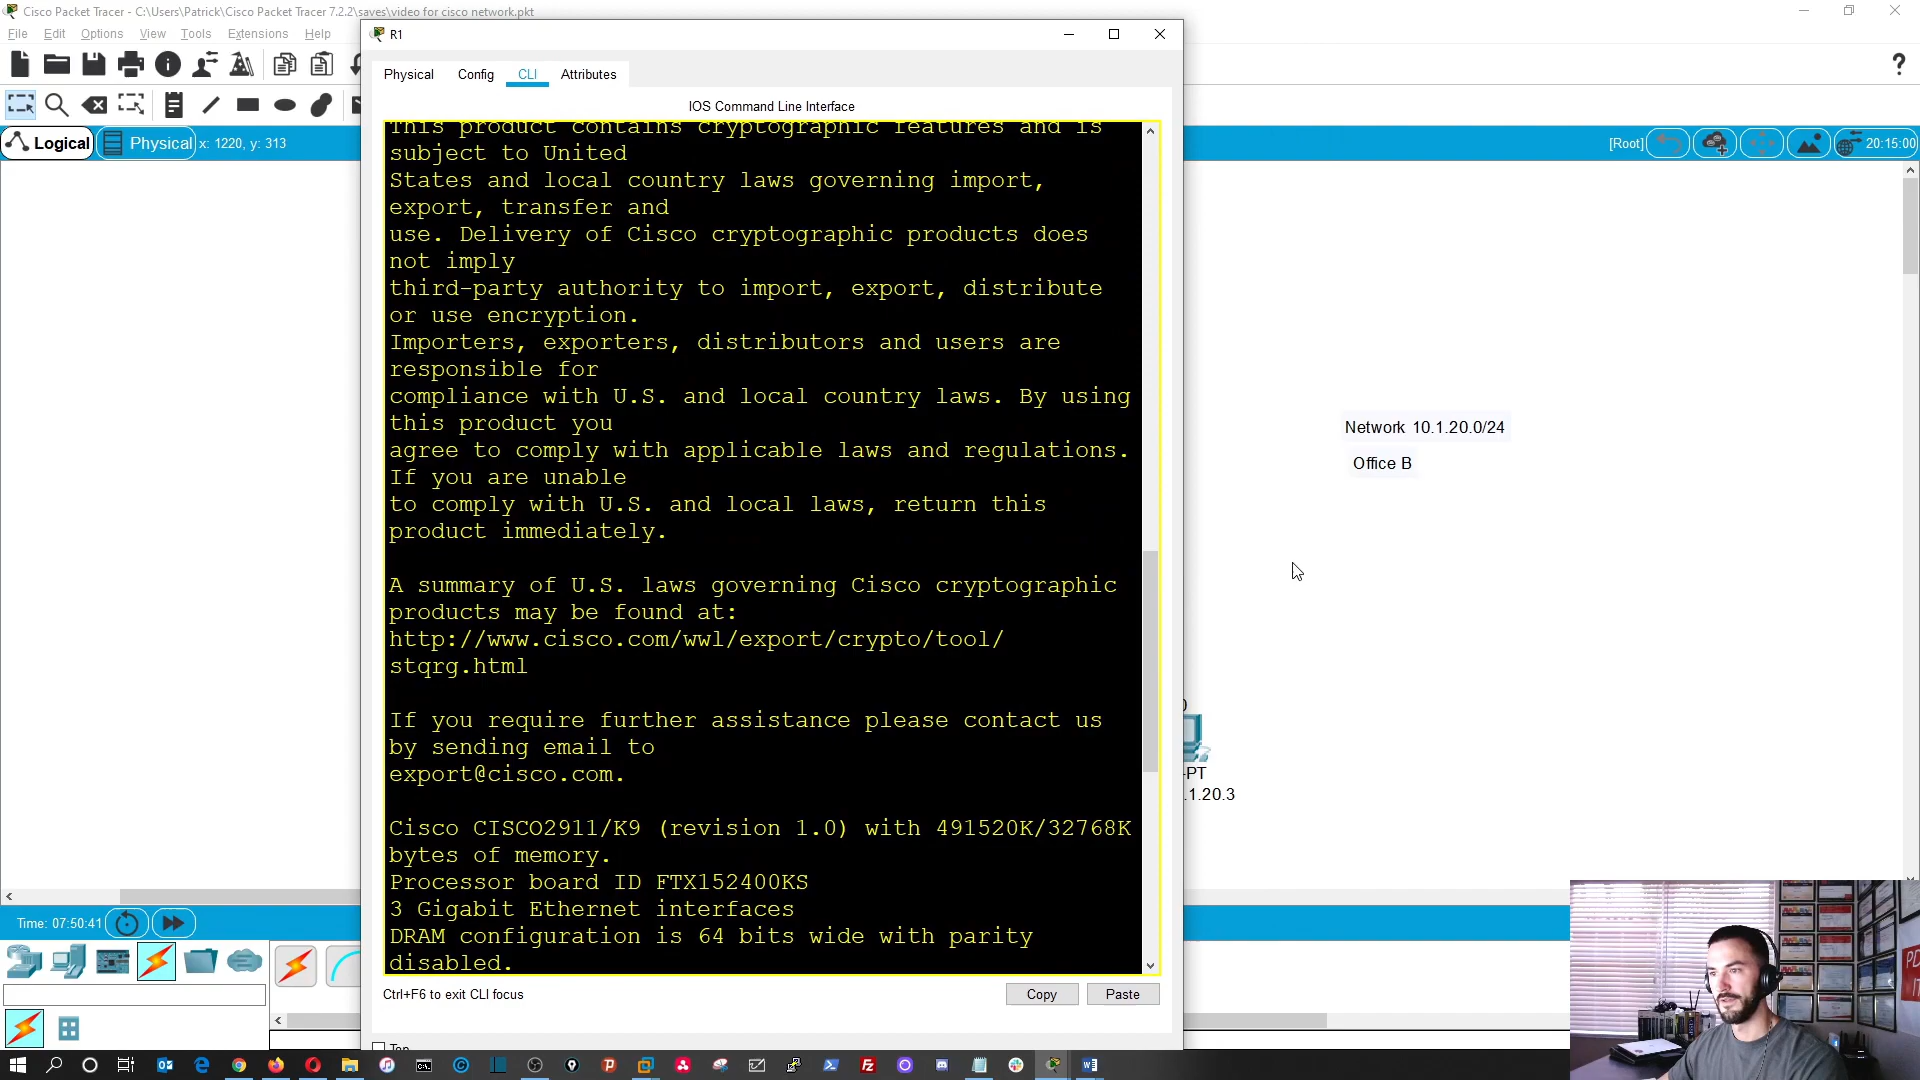 Cisco Packet Tracer - C:\Users\Patrick\Cisco Packet Tracer 7.2.2\saves\video for cisco network.pkt
File Edit Options View Tools Extensions Help
R1
Physical Config CLI Attributes
IOS Command Line Interface
Logical Physical x: 1220, y: 313
[Root] 20:15:00
This product contains cryptographic features and is
subject to United
States and local country laws governing import,
export, transfer and
use. Delivery of Cisco cryptographic products does
not imply
third-party authority to import, export, distribute
or use encryption.
Importers, exporters, distributors and users are
responsible for
compliance with U.S. and local country laws. By using
this product you
agree to comply with applicable laws and regulations.
If you are unable
to comply with U.S. and local laws, return this
product immediately.
A summary of U.S. laws governing Cisco cryptographic
products may be found at:
http://www.cisco.com/wwl/export/crypto/tool/
stqrg.html
If you require further assistance please contact us
by sending email to
export@cisco.com.
Cisco CISCO2911/K9 (revision 1.0) with 491520K/32768K
bytes of memory.
Processor board ID FTX152400KS
3 Gigabit Ethernet interfaces
DRAM configuration is 64 bits wide with parity
disabled.
Network 10.1.20.0/24
Office B
-PT
.1.20.3
Ctrl+F6 to exit CLI focus
Copy Paste
Top
Time: 07:50:41